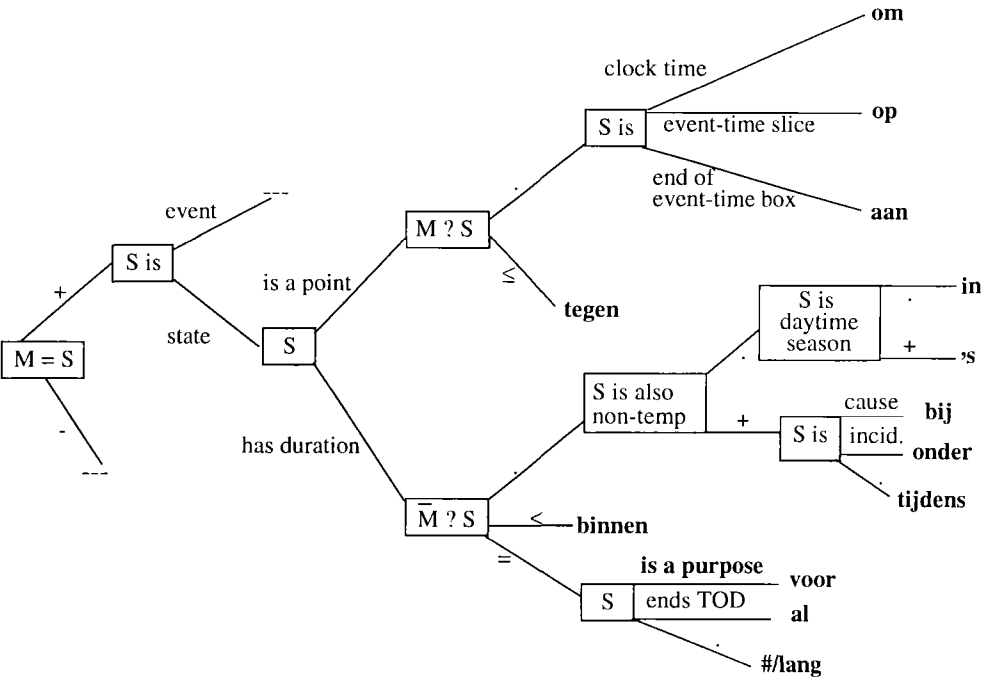 om
clock time
S is
event-time slice
op
end of
event-time box
aan
---
event
M ? S
.
S is
is a point
≤
tegen
+
state
S
M = S
-
---
S is
daytime
season
.
in
+
's
.
S is also
non-temp
+
cause
bij
S is
incid.
onder
.
tijdens
has duration
.
M̅ ? S
<
binnen
=
is a purpose
voor
S
ends TOD
al
.
#/lang